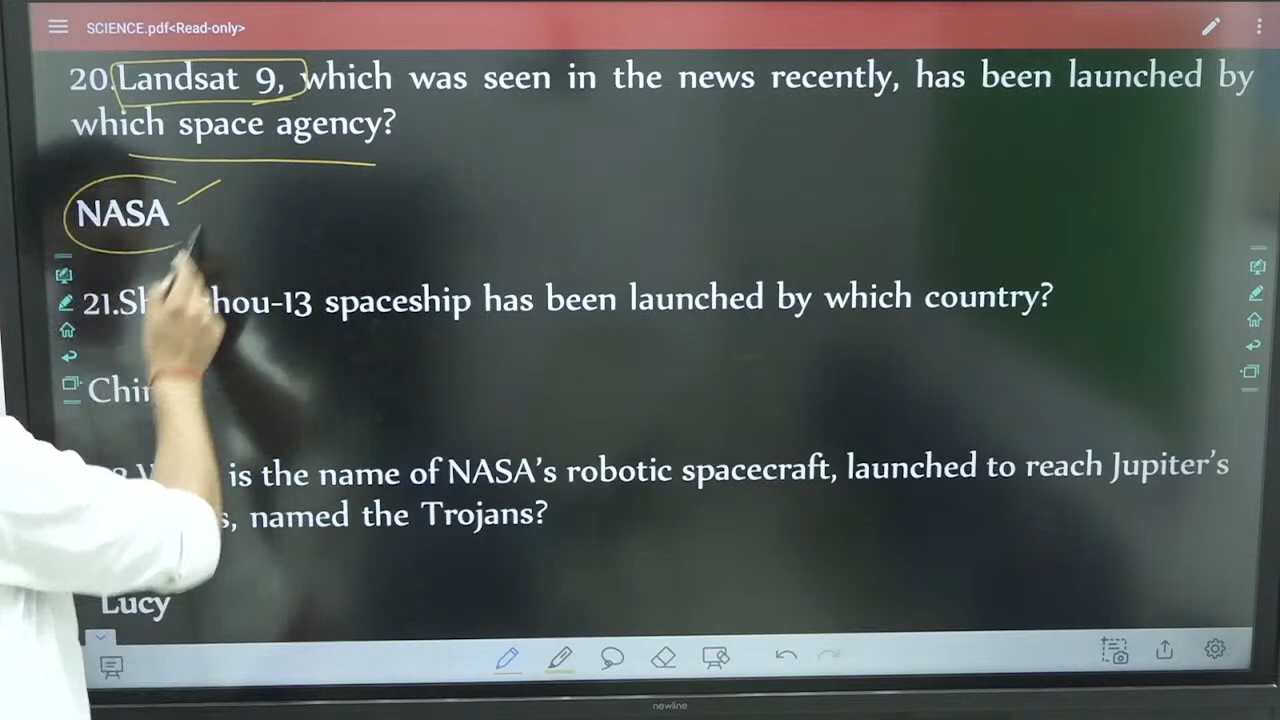 SCIENCE.pdf<Read-only>
20.Landsat 9, which was seen in the news recently, has been launched by
which space agency?
NASA
21.Sh hou-13 spaceship has been launched by which country?
Chin
is the name of NASA's robotic spacecraft, launched to reach Jupiter's
named the Trojans?
Lucy
newline